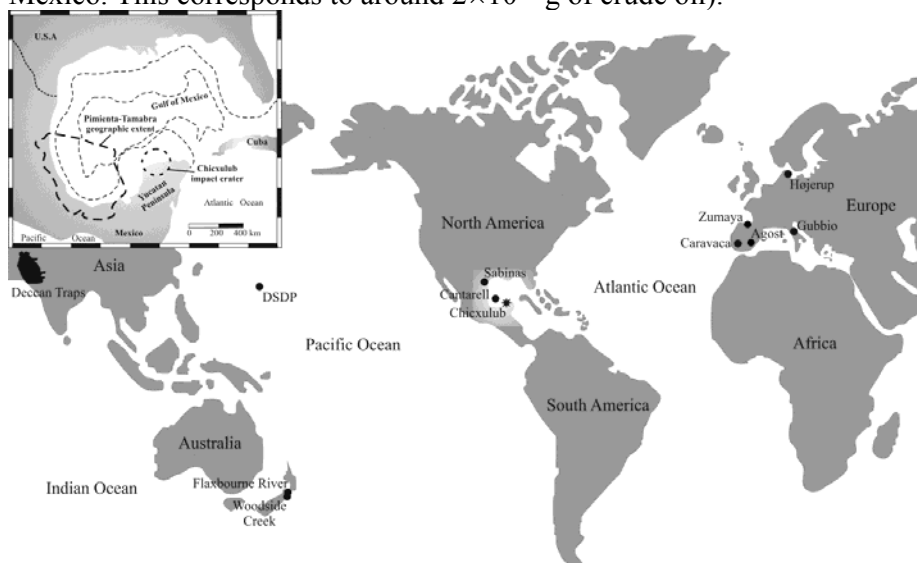 Mexico. This corresponds to around 2×10 g of crude oil).
U.S.A
Gulf of Mexico
Pimienta-Tamabra
geographic extent
Cuba
Chicxulub
impact crater
Yucatan
Peninsula
Atlantic Ocean
0 200 400 km
Pacific Ocean
Mexico
Asia
Deccan Traps
DSDP
Pacific Ocean
Australia
Indian Ocean
Flaxbourne River
Woodside
Creek
North America
Sabinas
Cantarell
Chicxulub
South America
Atlantic Ocean
Højerup
Europe
Zumaya
Gubbio
Agost
Caravaca
Africa